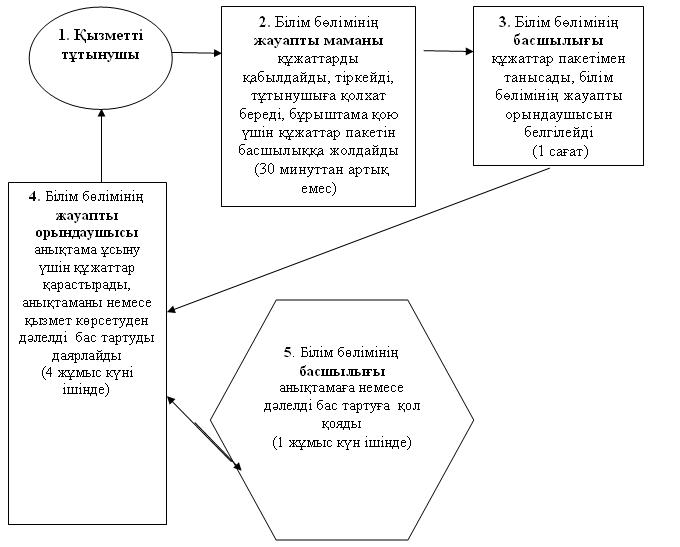 1. Қызметті
тұтынушы
2. Білім бөлімінің
жауапты маманы
құжаттарды
қабылдайды, тіркейді,
тұтынушыға қолхат
береді, бұрыштама қою
үшін құжаттар пакетін
басшылыққа жолдайды
(30 минуттан артық
емес)
3. Білім бөлімінің
басшылығы
құжаттар пакетімен
танысады, білім
бөлімінің жауапты
орындаушысын
белгілейді
(1 сағат)
4. Білім бөлімінің
жауапты
орындаушысы
анықтама ұсыну
үшін құжаттар
қарастырады,
анықтаманы немесе
қызмет көрсетуден
дәлелді бас тартуды
даярлайды
(4 жұмыс күні
ішінде)
5. Білім бөлімінің
басшылығы
анықтамаға немесе
дәлелді бас тартуға қол
қояды
(1 жұмыс күн ішінде)